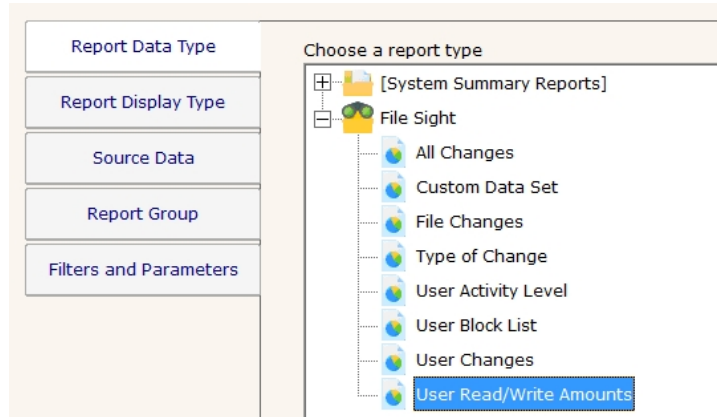 Report Data Type
Report Display Type
Source Data
Report Group
Filters and Parameters
Choose a report type
[System Summary Reports]
File Sight
All Changes
Custom Data Set
File Changes
Type of Change
User Activity Level
User Block List
User Changes
User Read/Write Amounts